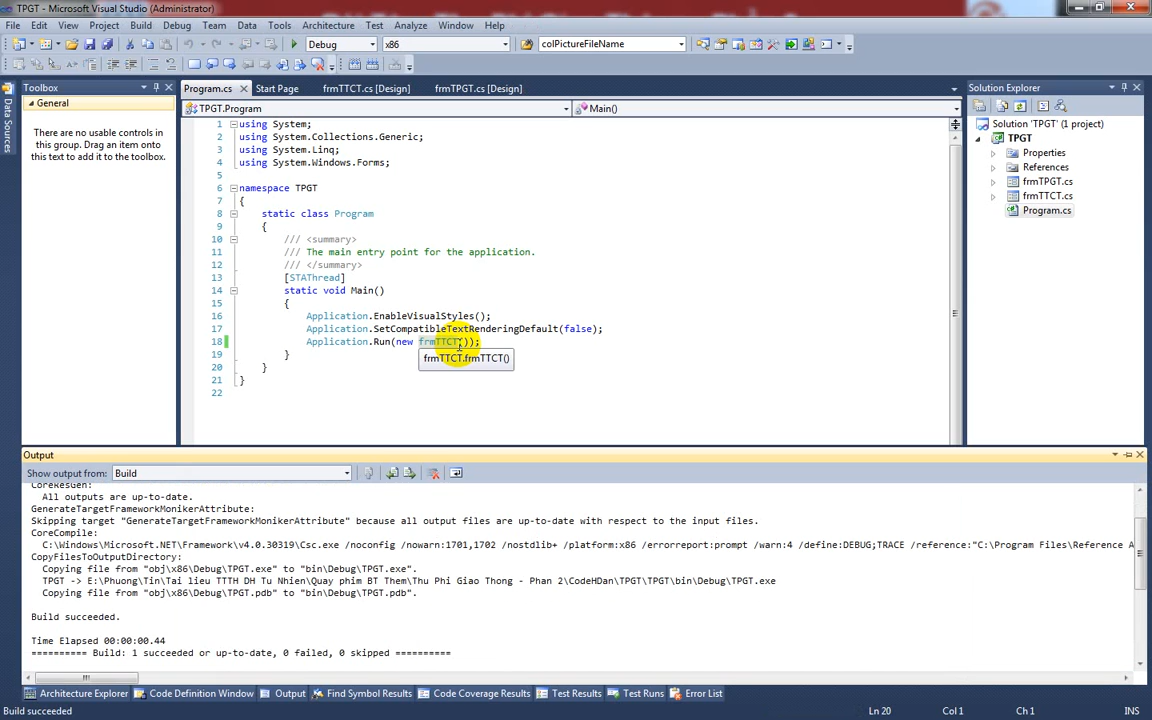 TPGT - Microsoft Visual Studio (Administrator)
File Edit View Project Build Debug Team Data Tools Architecture Test Analyze Window Help
Debug x86 colPictureFileName
Toolbox
General
There are no usable controls in this group. Drag an item onto this text to add it to the toolbox.
Data Sources
Program.cs Start Page frmTTCT.cs [Design] frmTPGT.cs [Design]
TPGT.Program Main()
1 using System;
2 using System.Collections.Generic;
3 using System.Linq;
4 using System.Windows.Forms;
5
6 namespace TPGT
7 {
8 static class Program
9 {
10 /// <summary>
11 /// The main entry point for the application.
12 /// </summary>
13 [STAThread]
14 static void Main()
15 {
16 Application.EnableVisualStyles();
17 Application.SetCompatibleTextRenderingDefault(false);
18 Application.Run(new frmTTCT());
19 }
20 }
21 }
22
frmTTCT.frmTTCT()
Solution Explorer
Solution 'TPGT' (1 project)
TPGT
Properties
References
frmTPGT.cs
frmTTCT.cs
Program.cs
Output
Show output from: Build
CoreResGen:
All outputs are up-to-date.
GenerateTargetFrameworkMonikerAttribute:
Skipping target "GenerateTargetFrameworkMonikerAttribute" because all output files are up-to-date with respect to the input files.
CoreCompile:
C:\Windows\Microsoft.NET\Framework\v4.0.30319\Csc.exe /noconfig /nowarn:1701,1702 /nostdlib+ /platform:x86 /errorreport:prompt /warn:4 /define:DEBUG;TRACE /reference:"C:\Program Files\Reference A
CopyFilesToOutputDirectory:
Copying file from "obj\x86\Debug\TPGT.exe" to "bin\Debug\TPGT.exe".
TPGT -> E:\Phuong\Tin\Tai lieu TTTH DH Tu Nhien\Quay phim BT Them\Thu Phi Giao Thong - Phan 2\CodeHDan\TPGT\TPGT\bin\Debug\TPGT.exe
Copying file from "obj\x86\Debug\TPGT.pdb" to "bin\Debug\TPGT.pdb".
Build succeeded.
Time Elapsed 00:00:00.44
========== Build: 1 succeeded or up-to-date, 0 failed, 0 skipped ==========
Architecture Explorer Code Definition Window Output Find Symbol Results Code Coverage Results Test Results Test Runs Error List
Build succeeded Ln 20 Col 1 Ch 1 INS